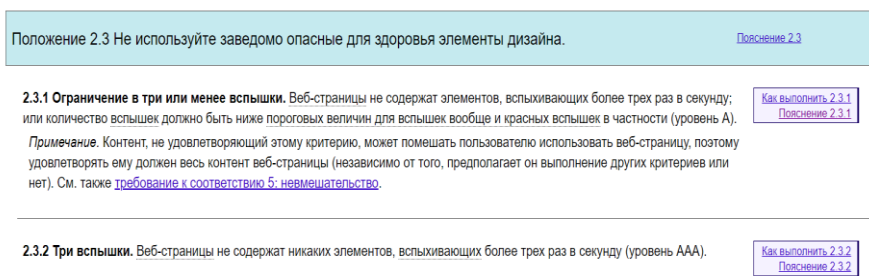 Положение 2.3 Не используйте заведомо опасные для здоровья элементы дизайна.
Пояснение 2.3
2.3.1 Ограничение в три или менее вспышки. Веб-страницы не содержат элементов, вспыхивающих более трех раз в секунду;
или количество вспышек должно быть ниже пороговых величин для вспышек вообще и красных вспышек в частности (уровень A).
Как выполнить 2.3.1
Пояснение 2.3.1
Примечание. Контент, не удовлетворяющий этому критерию, может помешать пользователю использовать веб-страницу, поэтому
удовлетворять ему должен весь контент веб-страницы (независимо от того, предполагает он выполнение других критериев или
нет). См. также требование к соответствию 5: невмешательство.
2.3.2 Три вспышки. Веб-страницы не содержат никаких элементов, вспыхивающих более трех раз в секунду (уровень AAA).
Как выполнить 2.3.2
Пояснение 2.3.2